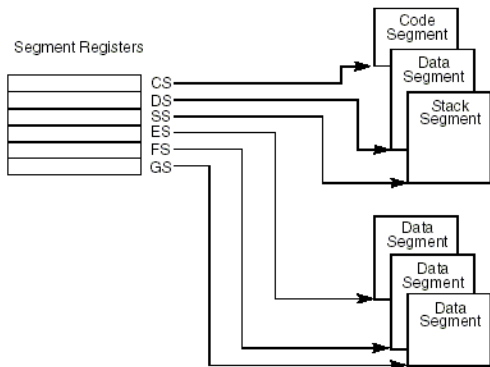 Segment Registers
CS
DS
SS
ES
FS
GS
Code
Segment
Data
Segment
Stack
Segment
Data
Segment
Data
Segment
Data
Segment